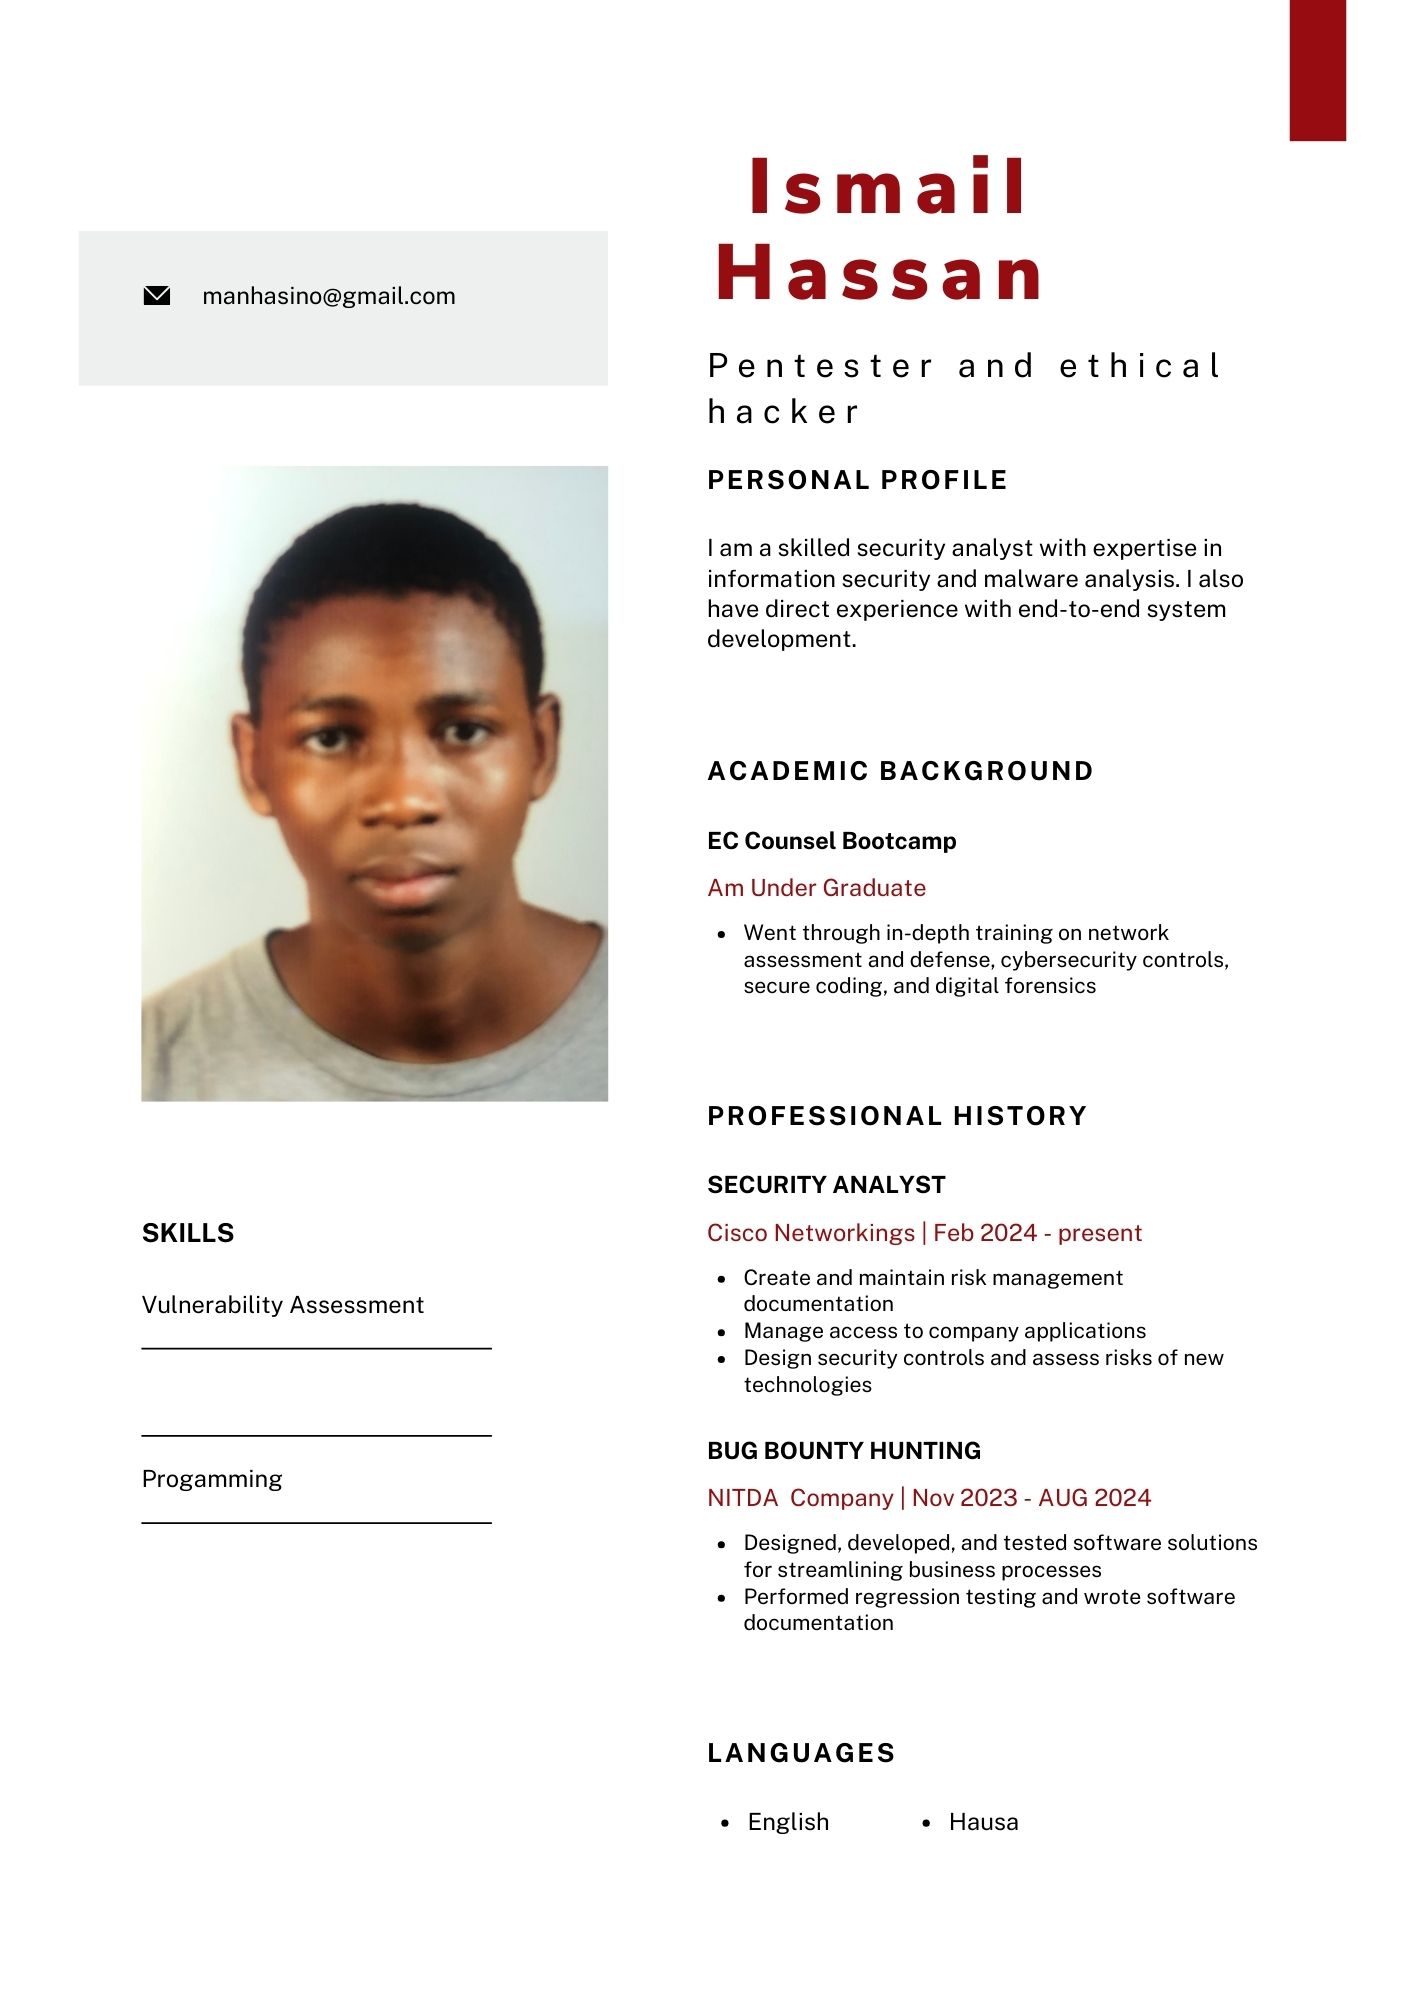 Ismail
Hassan
Pentester and ethical
hacker
manhasino@gmail.com
PERSONAL PROFILE
I am a skilled security analyst with expertise in
information security and malware analysis. I also
have direct experience with end-to-end system
development.
ACADEMIC BACKGROUND
EC Counsel Bootcamp
Am Under Graduate
• Went through in-depth training on network
assessment and defense, cybersecurity controls,
secure coding, and digital forensics
PROFESSIONAL HISTORY
SECURITY ANALYST
Cisco Networkings | Feb 2024 - present
• Create and maintain risk management
documentation
• Manage access to company applications
• Design security controls and assess risks of new
technologies
BUG BOUNTY HUNTING
NITDA  Company | Nov 2023 - AUG 2024
• Designed, developed, and tested software solutions
for streamlining business processes
• Performed regression testing and wrote software
documentation
LANGUAGES
• English
• Hausa
SKILLS
Vulnerability Assessment
Progamming